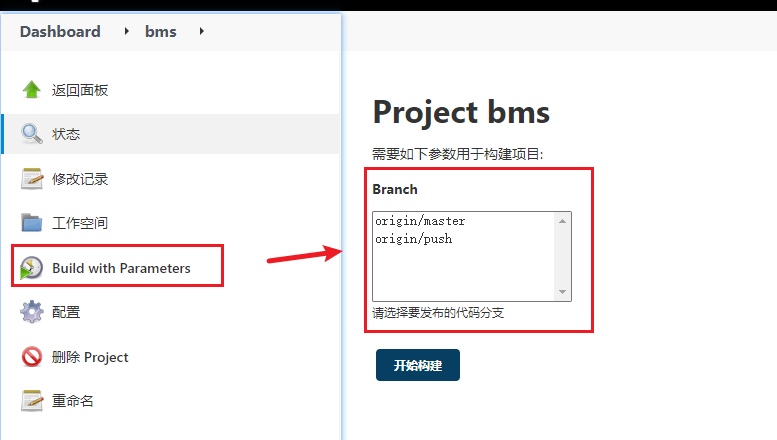 Dashboard bms
返回面板
状态
修改记录
工作空间
Build with Parameters
配置
删除 Project
重命名
Project bms
需要如下参数用于构建项目:
Branch
origin/master
origin/push
请选择要发布的代码分支
开始构建